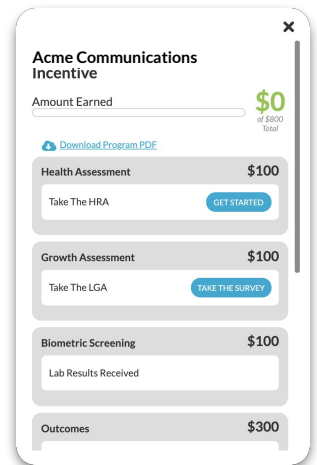 ×
Acme Communications
Incentive
Amount Earned
$0
of $800
Total
Download Program PDF
Health Assessment $100
Take The HRA GET STARTED
Growth Assessment $100
Take The LGA TAKE THE SURVEY
Biometric Screening $100
Lab Results Received
Outcomes $300